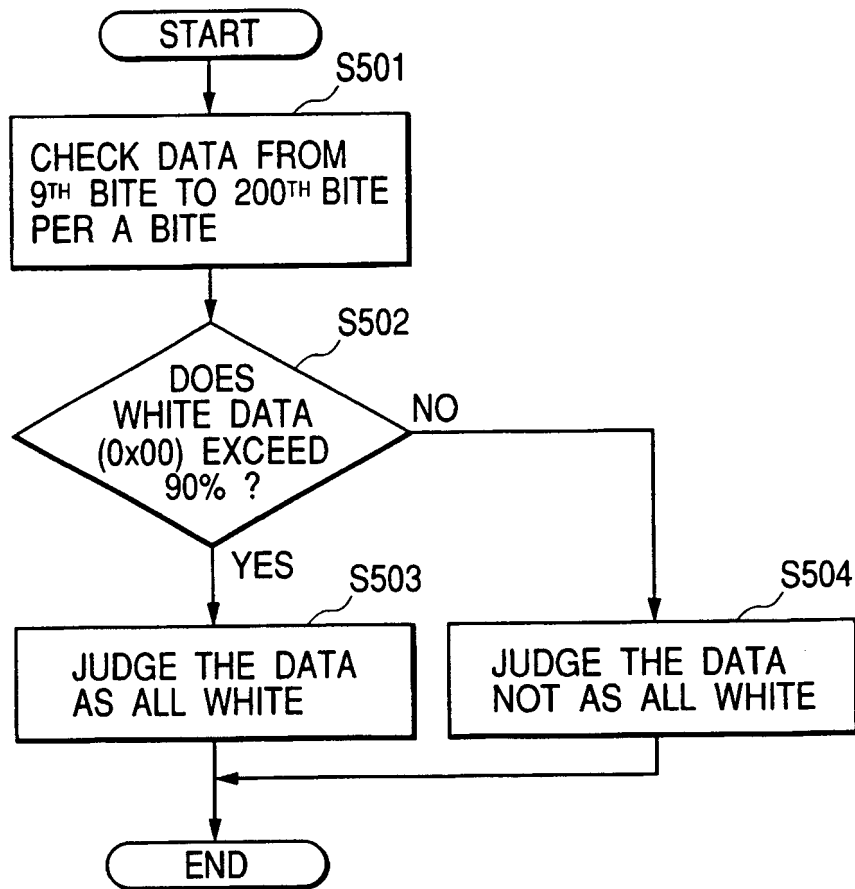 START
S501
CHECK DATA FROM
9TH BITE TO 200TH BITE
PER A BITE
S502
DOES
WHITE DATA
(0x00) EXCEED
90% ?
NO
YES
S503
JUDGE THE DATA
AS ALL WHITE
S504
JUDGE THE DATA
NOT AS ALL WHITE
END